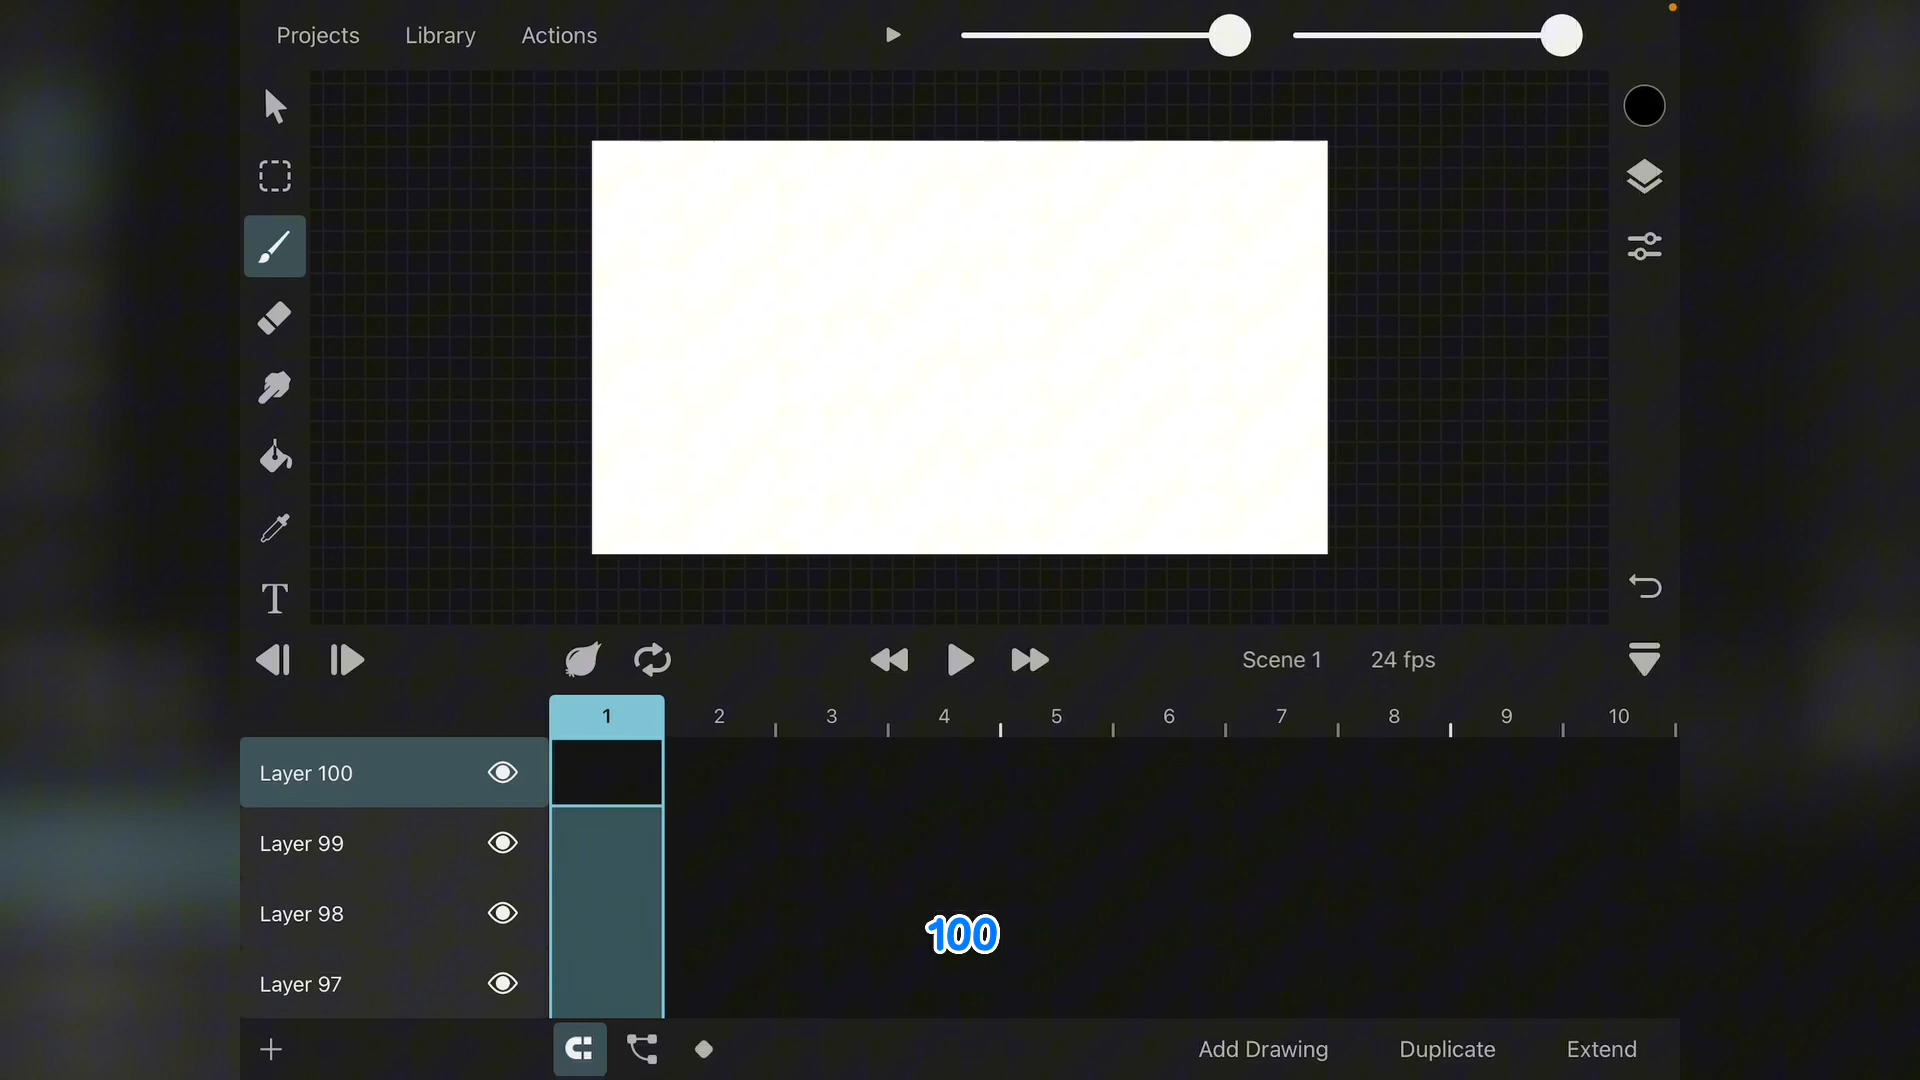 Projects Library Actions
T
Scene 1 24 fps
1 2 3 4 5 6 7 8 9 10
Layer 100
Layer 99
Layer 98
100
Layer 97
Add Drawing Duplicate Extend